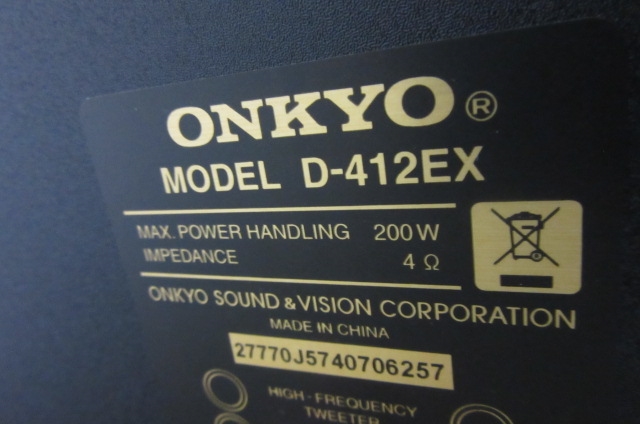 ONKYO®
MODEL D-412EX
MAX. POWER HANDLING 200 W
IMPEDANCE 4 Ω
ONKYO SOUND & VISION CORPORATION
MADE IN CHINA
27770J5740706257
HIGH - FREQUENCY
TWEETER